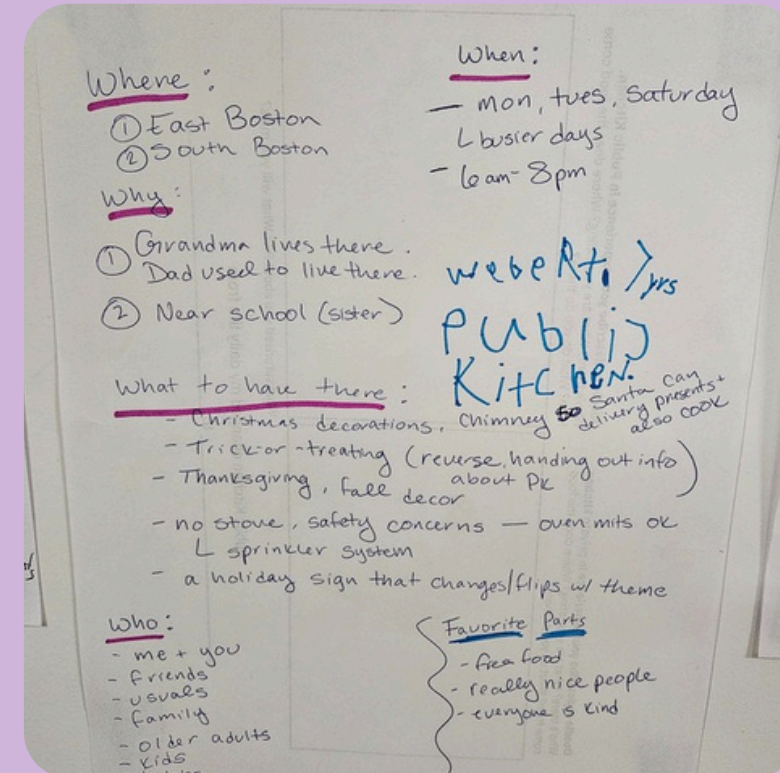 Where:
① East Boston
② South Boston
Why:
① Grandma lives there.
Dad used to live there.
② Near school (sister)
When:
— mon, tues, Saturday
L busier days
- 6am-8pm
7yrs
PUbliJ
KitCheN.
What to have there:
- Christmas decorations, Chimney so Santa can
delivery presents +
also cook
- Trick-or-treating (reverse, handing out info
about PK)
- Thanksgiving, fall decor
- no stove, safety concerns — oven mits ok
L sprinkler system
- a holiday sign that changes/flips w/ theme
Who:
- me + you
- friends
- usuals
- family
- older adults
- kids
Favorite Parts
- free food
- really nice people
- everyone is kind